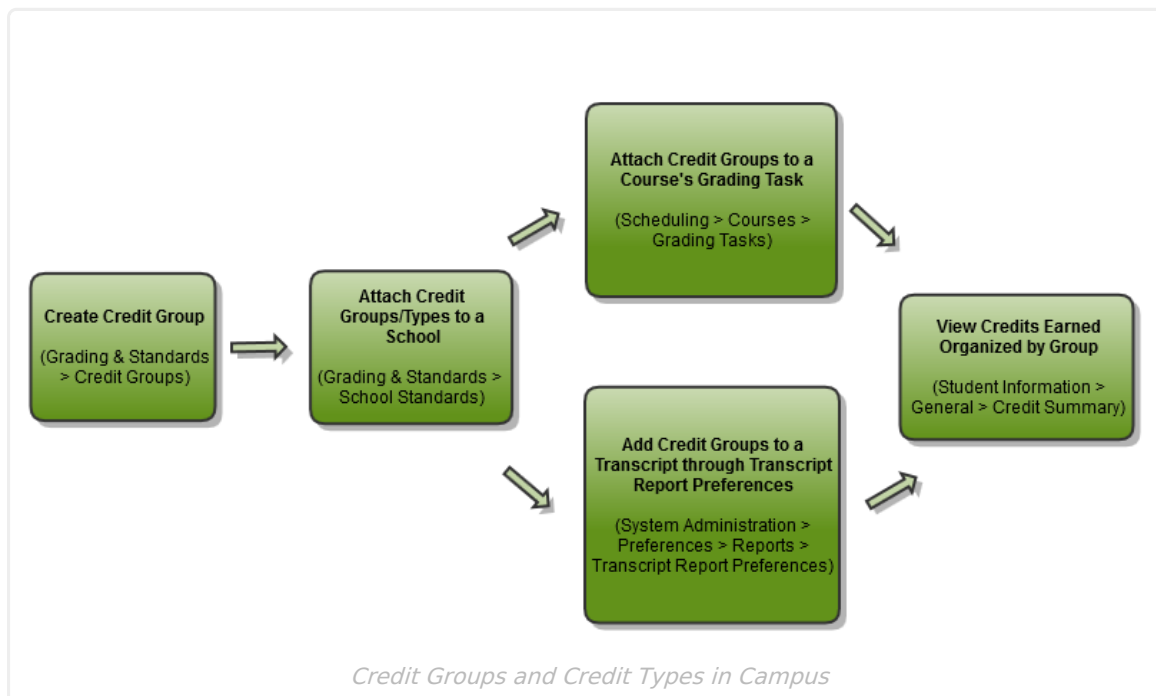 Create Credit Group
(Grading & Standards
> Credit Groups)
Attach Credit
Groups/Types to a
School
(Grading & Standards >
School Standards)
Attach Credit Groups to a
Course's Grading Task
(Scheduling > Courses >
Grading Tasks)
Add Credit Groups to a
Transcript through Transcript
Report Preferences
(System Administration >
Preferences > Reports >
Transcript Report Preferences)
View Credits Earned
Organized by Group
(Student Information >
General > Credit Summary)
Credit Groups and Credit Types in Campus